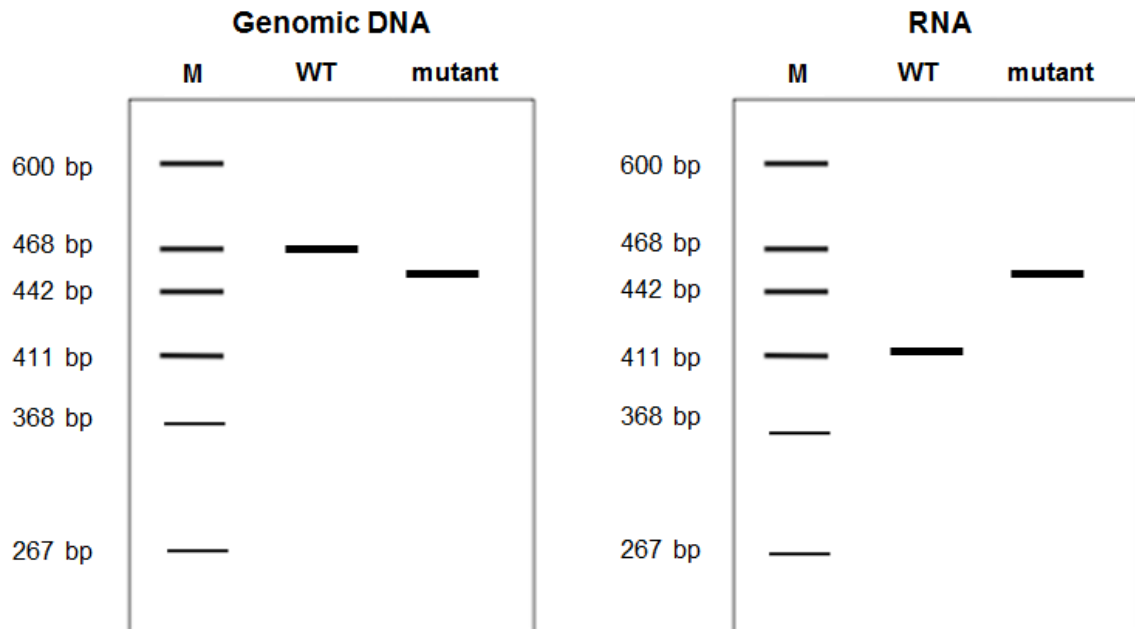 Genomic DNA
M WT mutant
600 bp
468 bp
442 bp
411 bp
368 bp
267 bp
RNA
M WT mutant
600 bp
468 bp
442 bp
411 bp
368 bp
267 bp